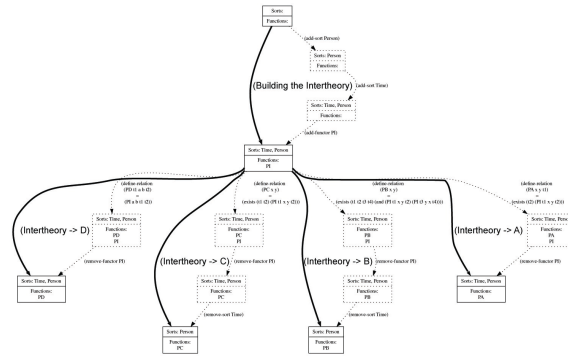 Sorts:
Functions:
(add-sort Person)
Sorts: Person
Functions:
(Building the Intertheory)
(add-sort Time)
Sorts: Time, Person
Functions:
(add-functor PI)
Sorts: Time, Person
Functions:
PI
(define-relation
(PD t1 a b t2)
=
(PI a b t1 t2))
(define-relation
(PC x y)
=
(exists (t1 t2) (PI t1 x y t2)))
(define-relation
(PB x y)
=
(exists (t1 t2 t3 t4) (and (PI t1 x y t2) (PI t3 y x t4)))
(define-relation
(PA x y t1)
=
(exists (t2) (PI t1 x y t2)))
Sorts: Time, Person
Functions:
PD
PI
Sorts: Time, Person
Functions:
PC
PI
Sorts: Time, Person
Functions:
PB
PI
Sorts: Time, Person
Functions:
PA
PI
(Intertheory -> D)
(Intertheory -> C)
(Intertheory -> B)
(Intertheory -> A)
(remove-functor PI)
(remove-functor PI)
(remove-functor PI)
(remove-functor PI)
Sorts: Time, Person
Functions:
PD
Sorts: Time, Person
Functions:
PC
Sorts: Time, Person
Functions:
PB
Sorts: Time, Person
Functions:
PA
(remove-sort Time)
(remove-sort Time)
Sorts: Person
Functions:
PC
Sorts: Person
Functions:
PB